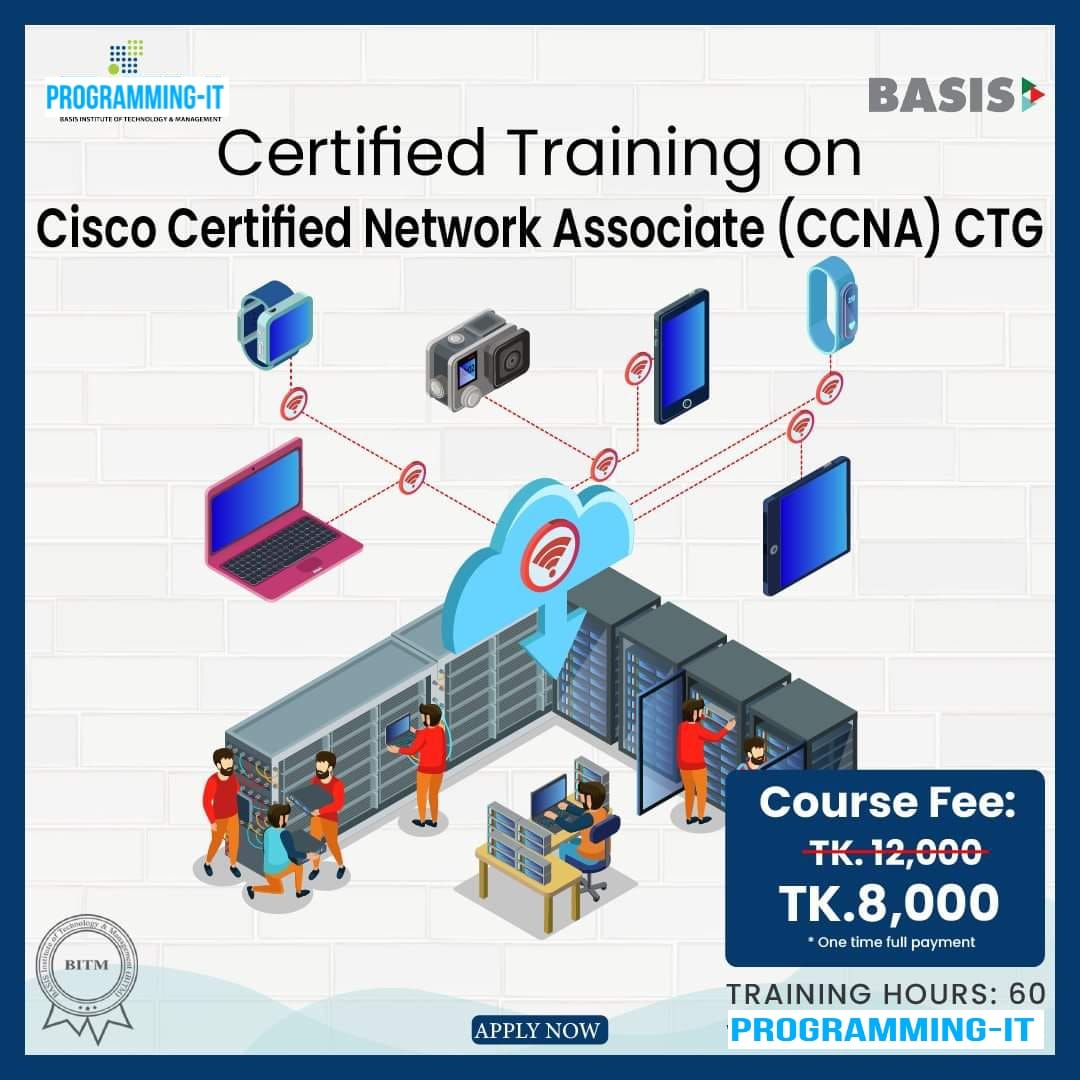 PROGRAMMING-IT
BASIS INSTITUTE OF TECHNOLOGY & MANAGEMENT
BASIS
Certified Training on
Cisco Certified Network Associate (CCNA) CTG
Course Fee:
TK. 12,000
TK.8,000
* One time full payment
BASIS Institute of Technology & Management (BITM)
BITM
TRAINING HOURS: 60
APPLY NOW
PROGRAMMING-IT